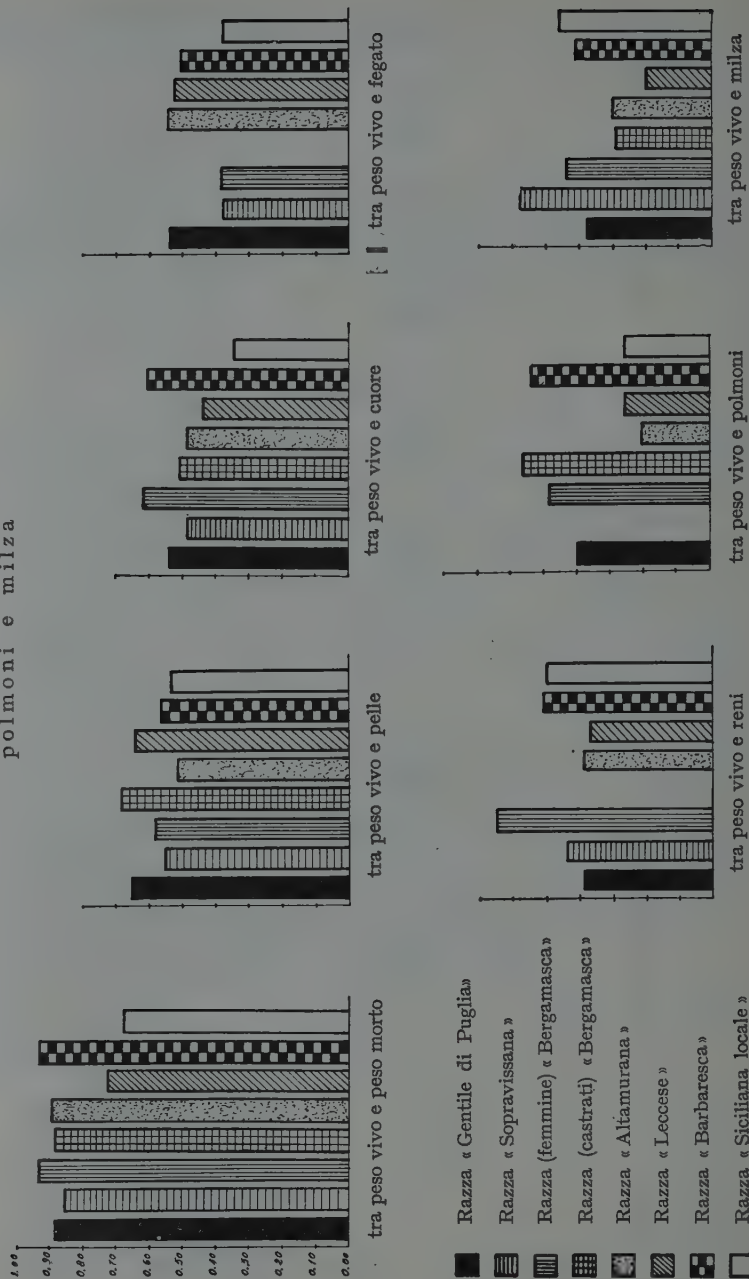 polmoni e milza
1.00
0,90
0,80
0,70
0,60
0,50
0,40
0,30
0,20
0,10
0,00
tra peso vivo e peso morto
tra peso vivo e pelle
tra peso vivo e cuore
tra peso vivo e fegato
Razza « Gentile di Puglia»
Razza « Sopravissana »
Razza (femmine) « Bergamasca»
Razza (castrati) « Bergamasca»
Razza « Altamurana »
Razza « Leccese »
Razza « Barbaresca»
Razza « Siciliana locale »
tra peso vivo e reni
tra peso vivo e polmoni
tra peso vivo e milza